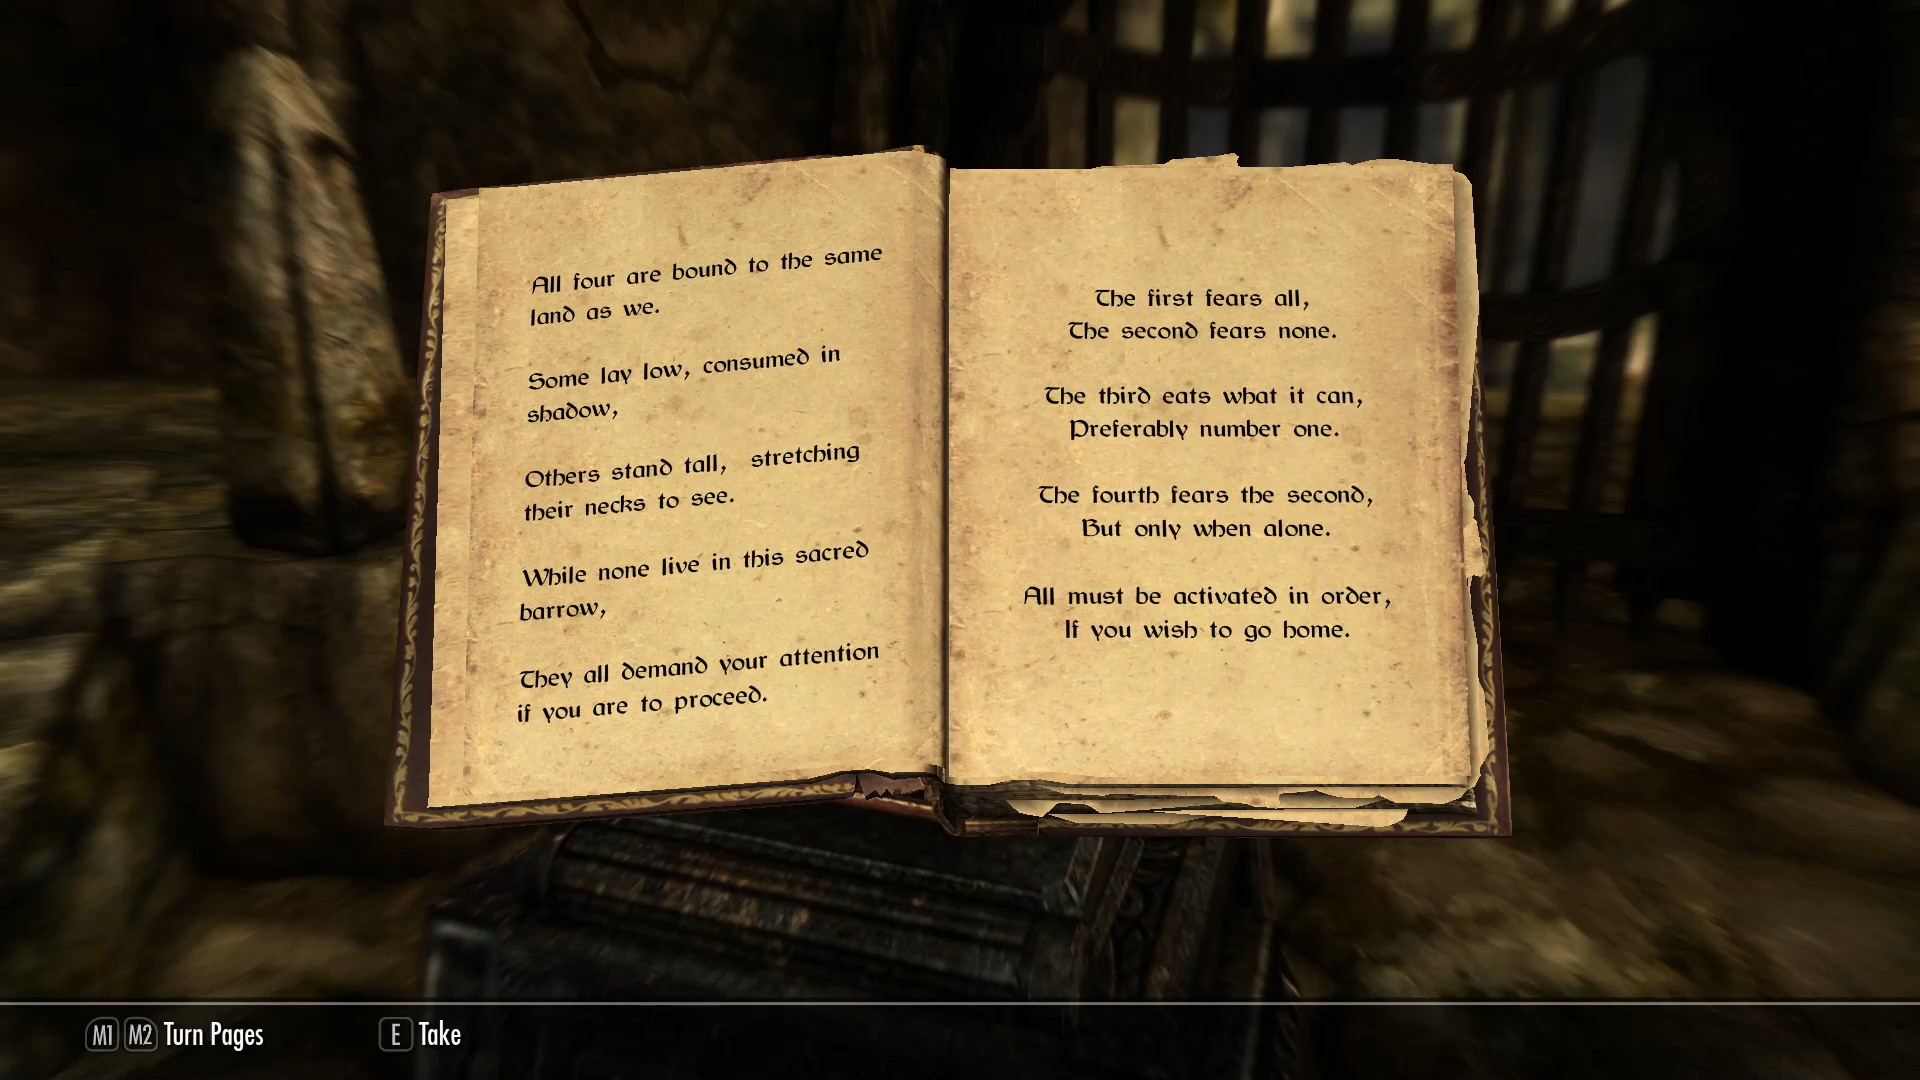 All four are bound to the same
land as we.
Some lay low, consumed in
shadow,
Others stand tall, stretching
their necks to see.
While none live in this sacred
barrow,
They all demand your attention
if you are to proceed.
The first fears all,
The second fears none.
The third eats what it can,
Preferably number one.
The fourth fears the second,
But only when alone.
All must be activated in order,
If you wish to go home.
M1 M2 Turn Pages
E Take